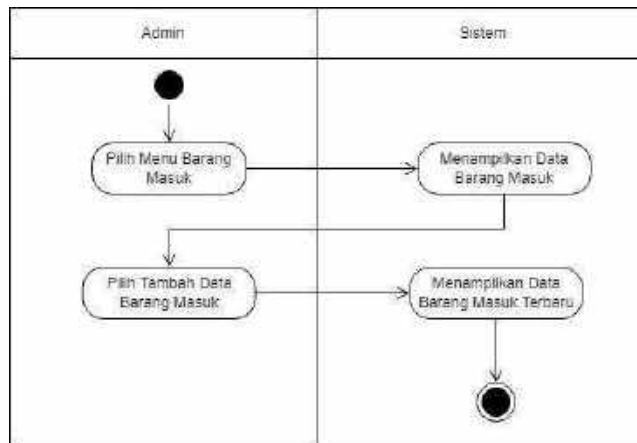 Admin
Sistem
Pilih Menu Barang
Masuk
Menampilkan Data
Barang Masuk
Pilih Tambah Data
Barang Masuk
Menampilkan Data
Barang Masuk Terbaru